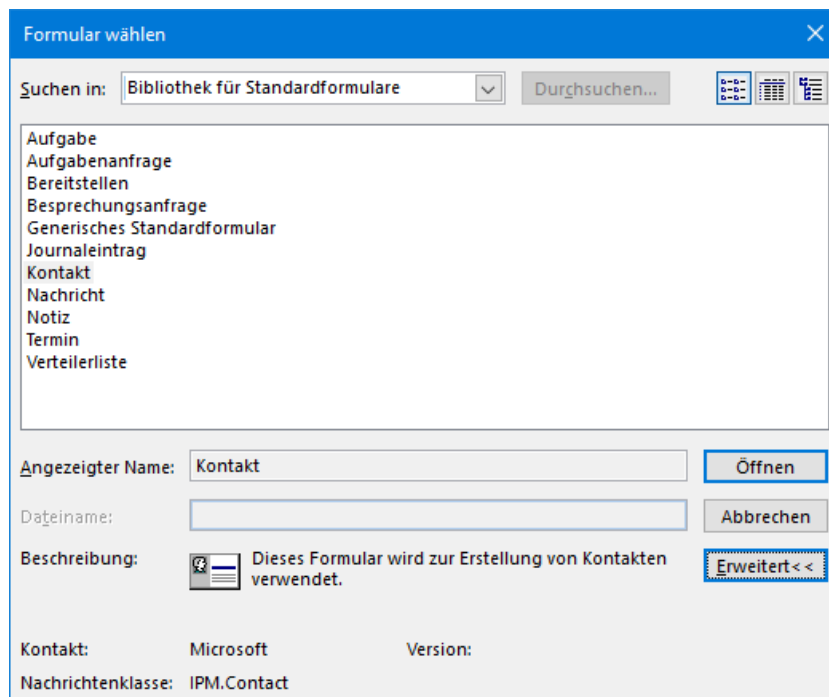 Formular wählen
Suchen in: Bibliothek für Standardformulare Durchsuchen...
Aufgabe
Aufgabenanfrage
Bereitstellen
Besprechungsanfrage
Generisches Standardformular
Journaleintrag
Kontakt
Nachricht
Notiz
Termin
Verteilerliste
Angezeigter Name: Kontakt Öffnen
Dateiname: Abbrechen
Beschreibung: Dieses Formular wird zur Erstellung von Kontakten Erweitert<<
verwendet.
Kontakt: Microsoft Version:
Nachrichtenklasse: IPM.Contact